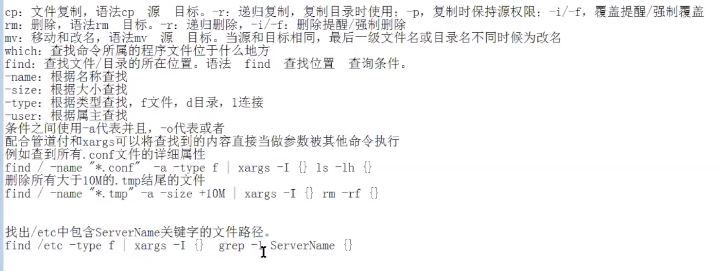 cp: 文件复制，语法cp  源  目标。-r: 递归复制，复制目录时使用; -p, 复制时保持源权限; -i/-f, 覆盖提醒/强制覆盖
rm: 删除，语法rm  目标。-r: 递归删除，-i/-f: 删除提醒/强制删除
mv: 移动和改名，语法mv  源  目标。当源和目标相同，最后一级文件名或目录名不同时候为改名
which: 查找命令所属的程序文件位于什么地方
find: 查找文件/目录的所在位置。语法  find  查找位置  查询条件。
-name: 根据名称查找
-size: 根据大小查找
-type: 根据类型查找，f文件，d目录，l连接
-user: 根据属主查找
条件之间使用-a代表并且，-o代表或者
配合管道付和xargs可以将查找到的内容直接当做参数被其他命令执行
例如查到所有.conf文件的详细属性
find / -name "*.conf"  -a -type f | xargs -I {} ls -lh {}
删除所有大于10M的.tmp结尾的文件
find / -name "*.tmp" -a -size +10M | xargs -I {} rm -rf {}
找出/etc中包含ServerName关键字的文件路径。
find /etc -type f | xargs -I {}  grep -l ServerName {}